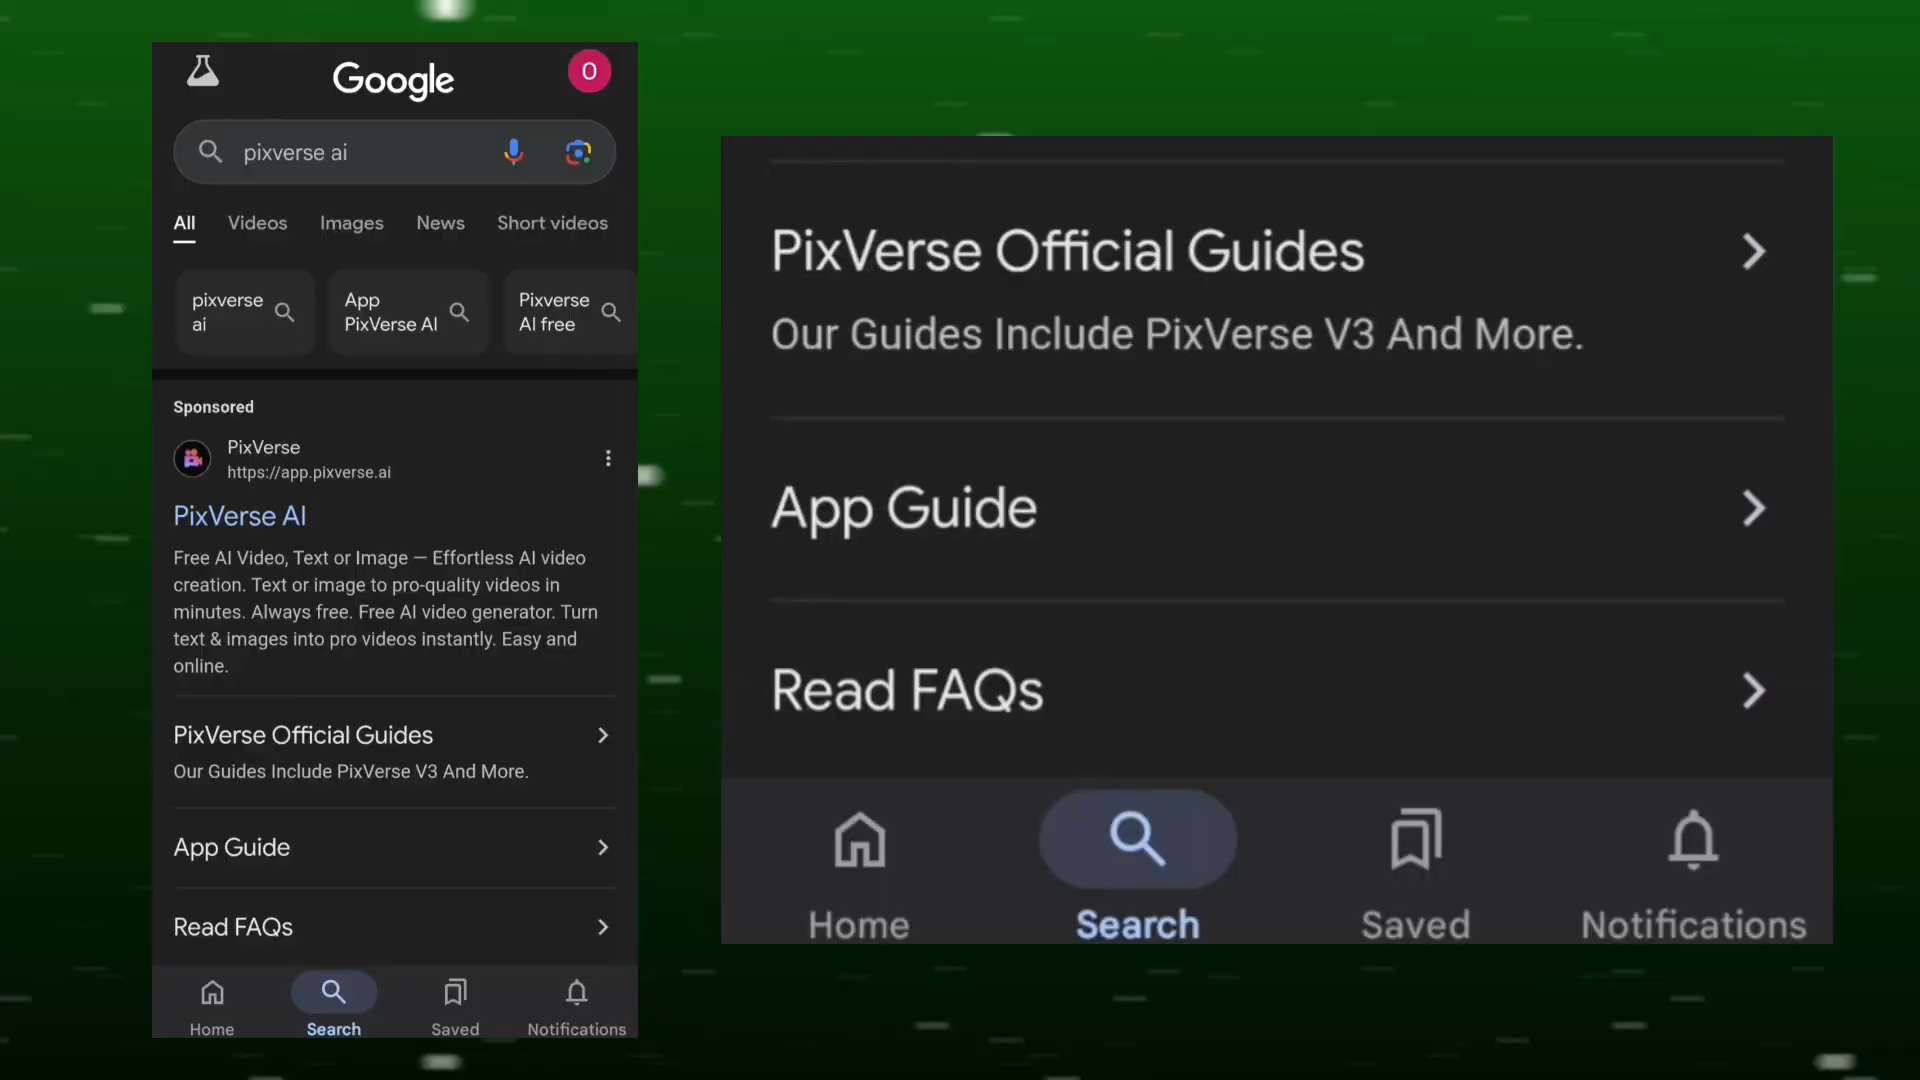 Google
O
pixverse ai
All Videos Images News Short videos
pixverse
ai
App
PixVerse AI
Pixverse
AI free
Sponsored
PixVerse
https://app.pixverse.ai
PixVerse AI
Free AI Video, Text or Image — Effortless AI video
creation. Text or image to pro-quality videos in
minutes. Always free. Free AI video generator. Turn
text & images into pro videos instantly. Easy and
online.
PixVerse Official Guides
Our Guides Include PixVerse V3 And More.
App Guide
Read FAQs
Home Search Saved Notifications
PixVerse Official Guides
Our Guides Include PixVerse V3 And More.
App Guide
Read FAQs
Home Search Saved Notifications